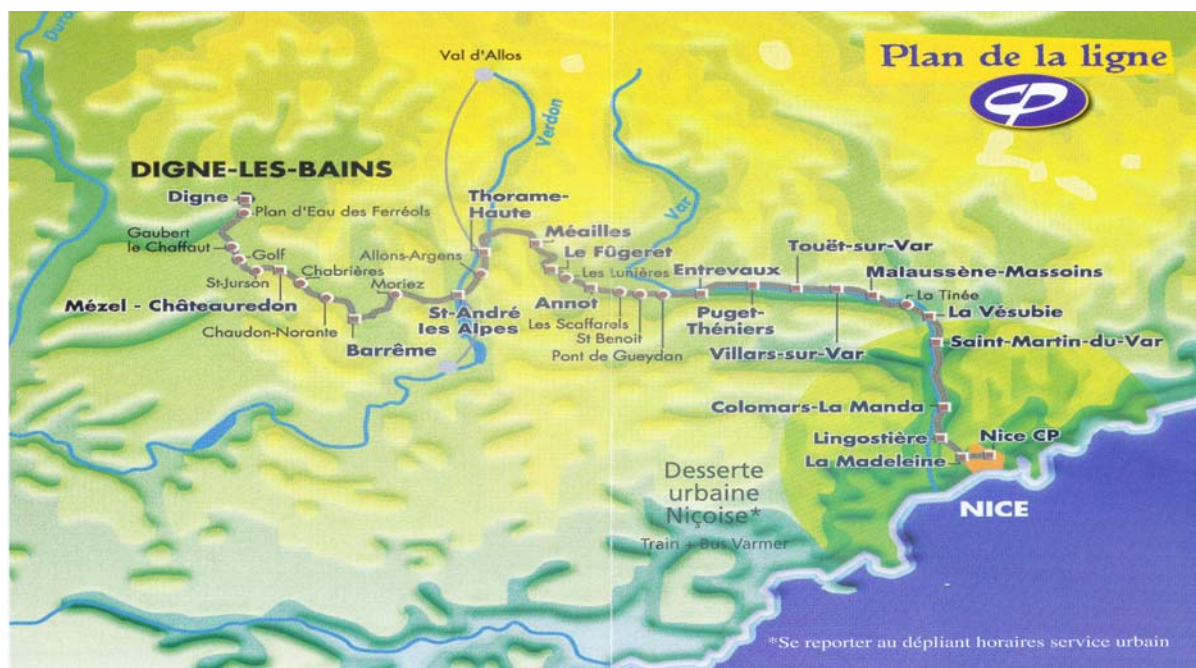 Plan de la ligne
CP
Duran
Val d'Allos
Verdon
Var
DIGNE-LES-BAINS
Digne
Plan d'Eau des Ferréols
Gaubert
le Chaffaut
Golf
St-Jurson
Chabrières
Mézel - Châteauredon
Chaudon-Norante
Barrême
Moriez
St-André
les Alpes
Allons-Argens
Thorame-
Haute
Méailles
Le Fûgeret
Les Lunières
Annot
Les Scaffarels
St Benoit
Pont de Gueydan
Entrevaux
Puget-
Théniers
Touët-sur-Var
Villars-sur-Var
Malaussène-Massoins
La Tinée
La Vésubie
Saint-Martin-du-Var
Colomars-La Manda
Lingostière
La Madeleine
Nice CP
NICE
Desserte
urbaine
Niçoise*
Train + Bus Varmer
*Se reporter au dépliant horaires service urbain